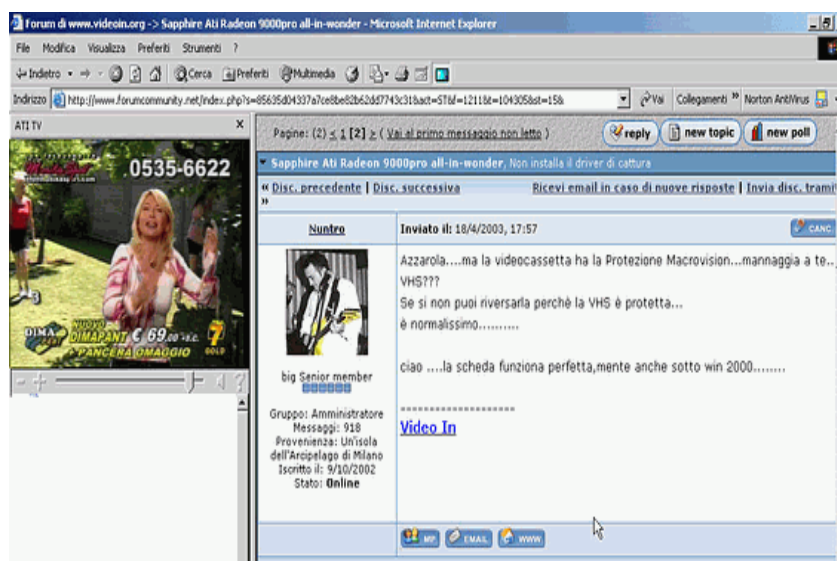 Forum di www.videoin.org -> Sapphire Ati Radeon 9000pro all-in-wonder - Microsoft Internet Explorer
File Modifica Visualizza Preferiti Strumenti ?
Indietro Cerca Preferiti Multimedia
Indirizzo http://www.forumcommunity.net/index.php?s=85635d04337a7ce8be82b62dd7743c31&act=ST&f=1211&t=104305&st=15& Vai Collegamenti » Norton AntiVirus
ATI TV X
0535-6622
NUOVO
DIMAPANT € 69,00
+ PANCERA OMAGGIO
7
GOLD
Pagine: (2) < 1 [2] > ( Vai al primo messaggio non letto )
reply new topic new poll
Sapphire Ati Radeon 9000pro all-in-wonder, Non installa il driver di cattura
« Disc. precedente | Disc. successiva
»
Ricevi email in caso di nuove risposte | Invia disc. trami
Nuntro
Inviato il: 18/4/2003, 17:57
CANC
Azzarola....ma la videocassetta ha la Protezione Macrovision...mannaggia a te..
VHS???
Se si non puoi riversarla perchè la VHS è protetta...
è normalissimo..........
ciao ....la scheda funziona perfetta,mente anche sotto win 2000........
--------------------
Video In
big Senior member
Gruppo: Amministratore
Messaggi: 918
Provenienza: Un'isola
dell'Arcipelago di Milano
Iscritto il: 9/10/2002
Stato: Online
MP EMAIL WWW